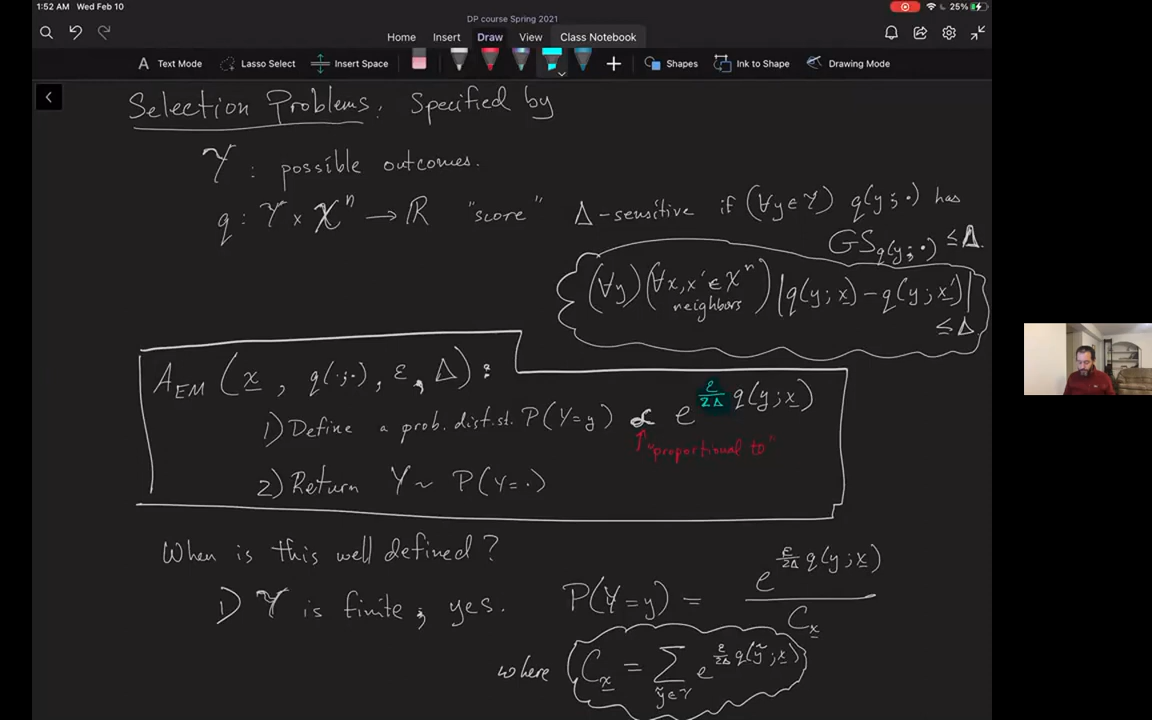 1:52 AM Wed Feb 10
25%
DP course Spring 2021
Home Insert Draw View Class Notebook
Text Mode Lasso Select Insert Space Shapes Ink to Shape Drawing Mode
Selection Problems: Specified by
𝒴 : possible outcomes.
q : 𝒴 × 𝒳^n → ℝ "score" Δ-sensitive if (∀y∈𝒴) q(y;·) has
GS_{q(y;·)} ≤ Δ.
(∀y) (∀x,x'∈𝒳^n neighbors) |q(y;x) − q(y;x')|
≤ Δ.
A_EM (x, q(·;·), ε, Δ) :
1) Define a prob. dist. st. P(Y=y) ∝ e^{ε/2Δ q(y;x)}
↑ "proportional to"
2) Return Y ~ P(Y=·)
When is this well defined?
1) 𝒴 is finite; yes. P(Y=y) = e^{ε/2Δ q(y;x)} / C_x
where C_x = Σ_{ỹ∈𝒴} e^{ε/2Δ q(ỹ;x)}